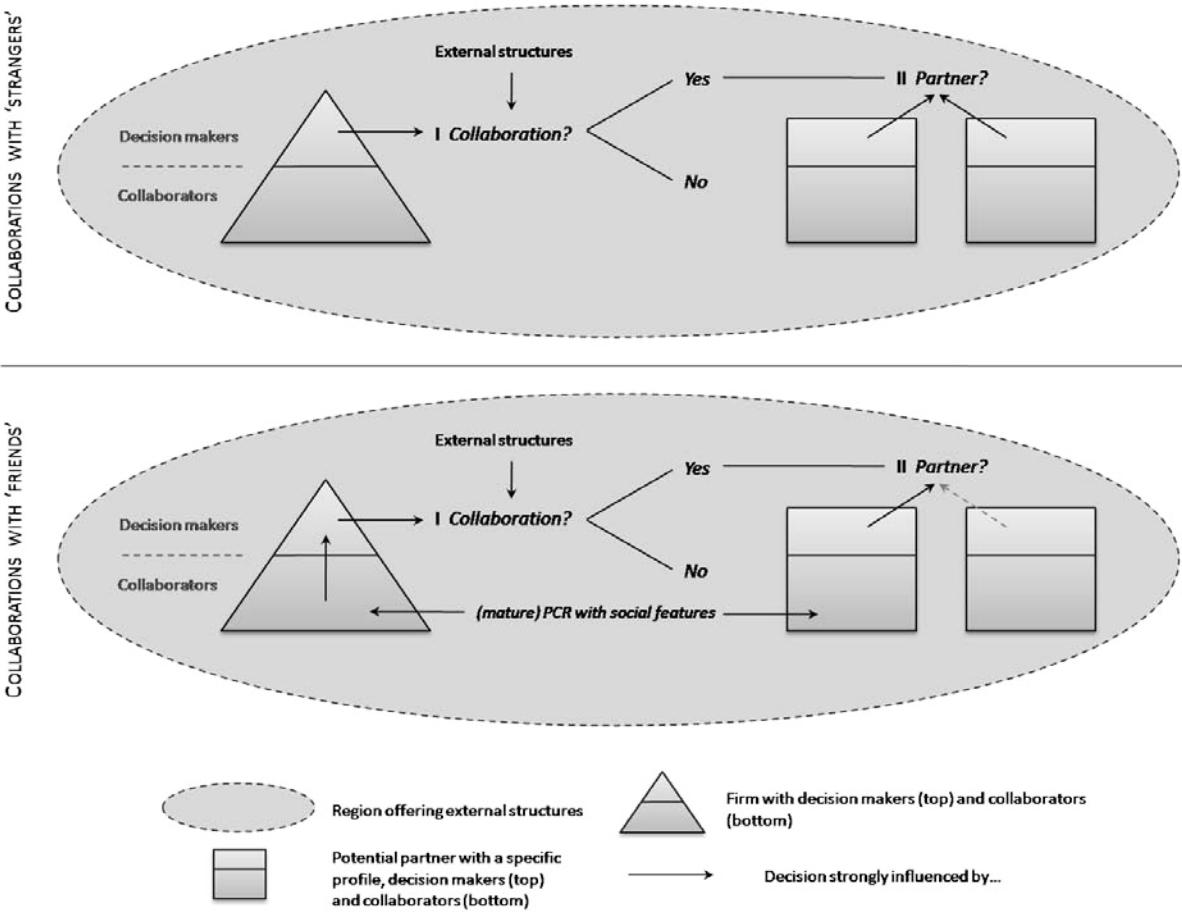 COLLABORATIONS WITH ‘STRANGERS’
External structures
Yes
II Partner?
Decision makers
I Collaboration?
Collaborators
No
COLLABORATIONS WITH ‘FRIENDS’
External structures
Yes
II Partner?
Decision makers
I Collaboration?
Collaborators
No
(mature) PCR with social features
Region offering external structures
Firm with decision makers (top) and collaborators
(bottom)
Potential partner with a specific
profile, decision makers (top)
and collaborators (bottom)
Decision strongly influenced by...